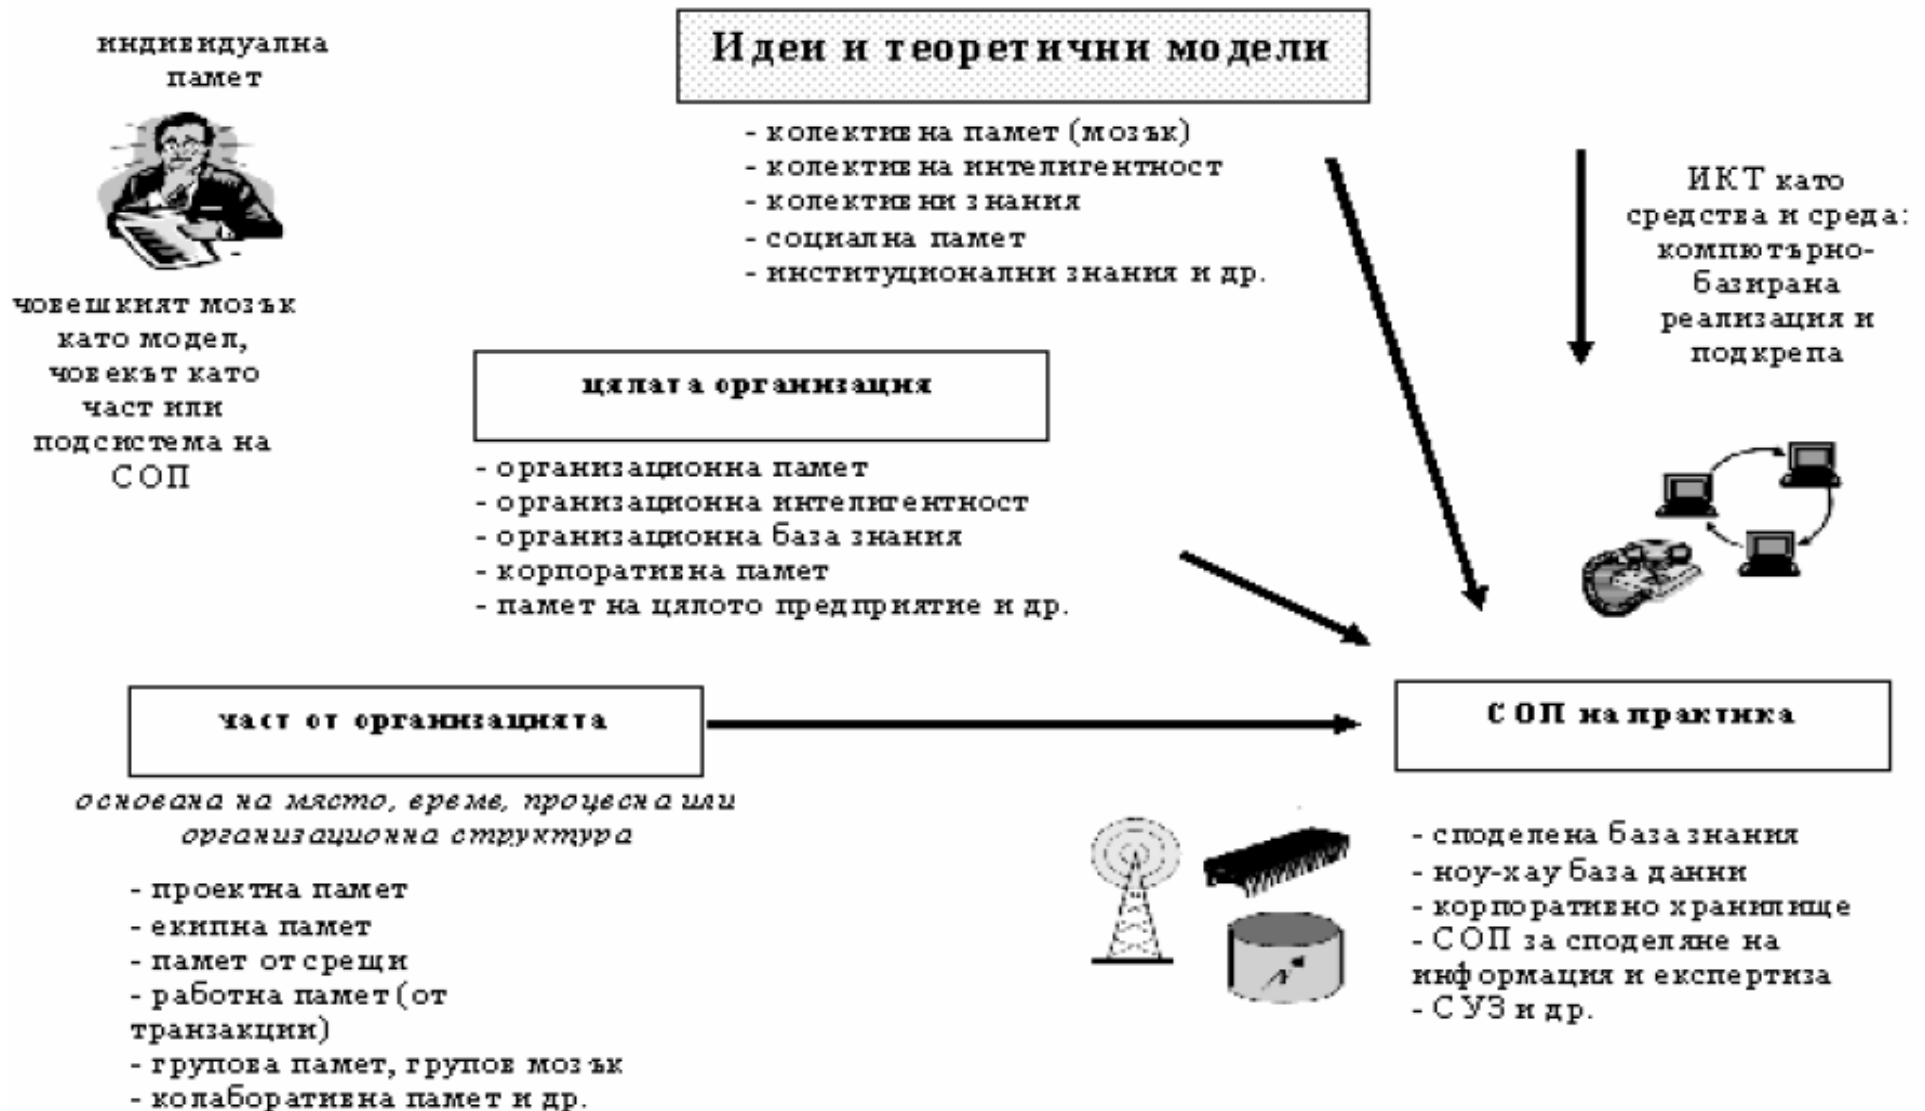 индивидуална
памет
човешкият мозък
като модел,
човекът като
част или
подсистема на
СОП
Идеи и теоретични модели
- колективна памет (мозък)
- колективна интелигентност
- колективни знания
- социална памет
- институционални знания и др.
ИКТ като
средства и среда:
компютърно-
базирана
реализация и
подкрепа
цялата организация
- организационна памет
- организационна интелигентност
- организационна база знания
- корпоративна памет
- памет на цялото предприятие и др.
част от организацията
основана на място, време, процесна или
организационна структура
- проектна памет
- екипна памет
- памет от срещи
- работна памет (от
транзакции)
- групова памет, групов мозък
- колаборативна памет и др.
СОП на практика
- споделена база знания
- ноу-хау база данни
- корпоративно хранилище
- СОП за споделяне на
информация и експертиза
- СУЗ и др.